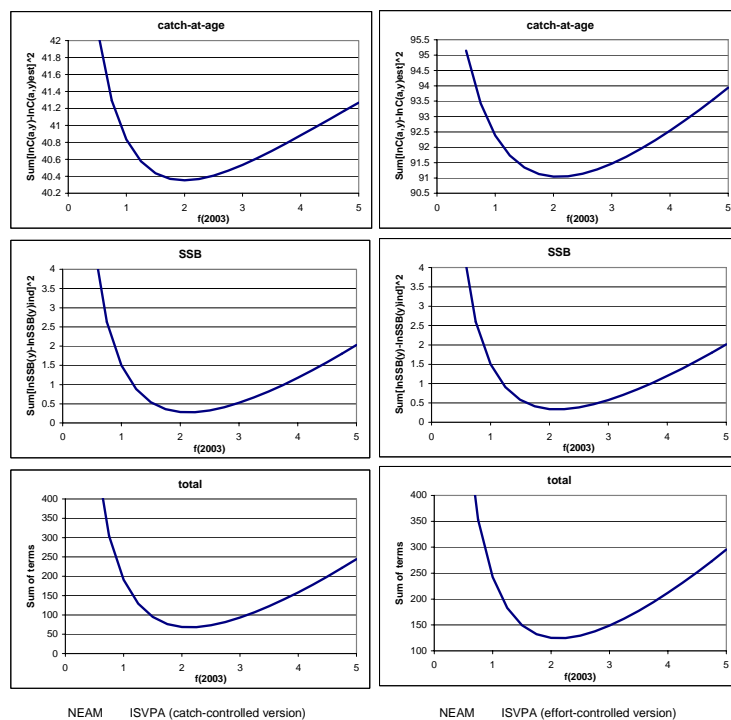 catch-at-age
Sum[lnC(a,y)-lnC(a,y)est]^2
42
41.8
41.6
41.4
41.2
41
40.8
40.6
40.4
40.2
0 1 2 3 4 5
f(2003)
catch-at-age
Sum[lnC(a,y)-lnC(a,y)est]^2
95.5
95
94.5
94
93.5
93
92.5
92
91.5
91
90.5
0 1 2 3 4 5
f(2003)
SSB
Sum[lnSSB(y)-lnSSB(y)ind]^2
4
3.5
3
2.5
2
1.5
1
0.5
0
0 1 2 3 4 5
f(2003)
SSB
Sum[lnSSB(y)-lnSSB(y)ind]^2
4
3.5
3
2.5
2
1.5
1
0.5
0
0 1 2 3 4 5
f(2003)
total
Sum of terms
400
350
300
250
200
150
100
50
0
0 1 2 3 4 5
f(2003)
total
Sum of terms
400
350
300
250
200
150
100
0 1 2 3 4 5
f(2003)
NEAM ISVPA (catch-controlled version)
NEAM ISVPA (effort-controlled version)